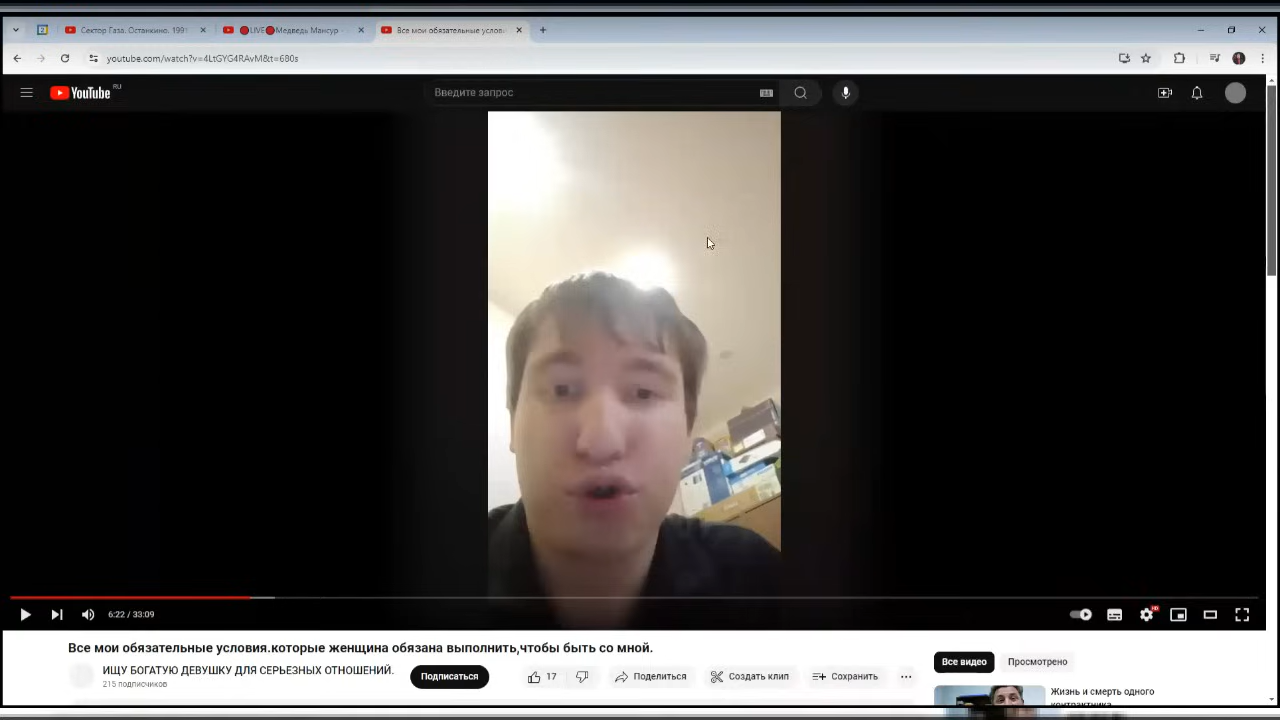 Сектор Газа. Останкино. 1991
🔴LIVE🔴Медведь Мансур
Все мои обязательные услови
youtube.com/watch?v=4LtGYG4RAvM&t=680s
YouTube RU
Введите запрос
6:22 / 33:09
HD
Все мои обязательные условия.которые женщина обязана выполнить,чтобы быть со мной.
ИЩУ БОГАТУЮ ДЕВУШКУ ДЛЯ СЕРЬЕЗНЫХ ОТНОШЕНИЙ.
215 подписчиков
Подписаться
17
Поделиться
Создать клип
Сохранить
Все видео
Просмотрено
Жизнь и смерть одного
контрактника